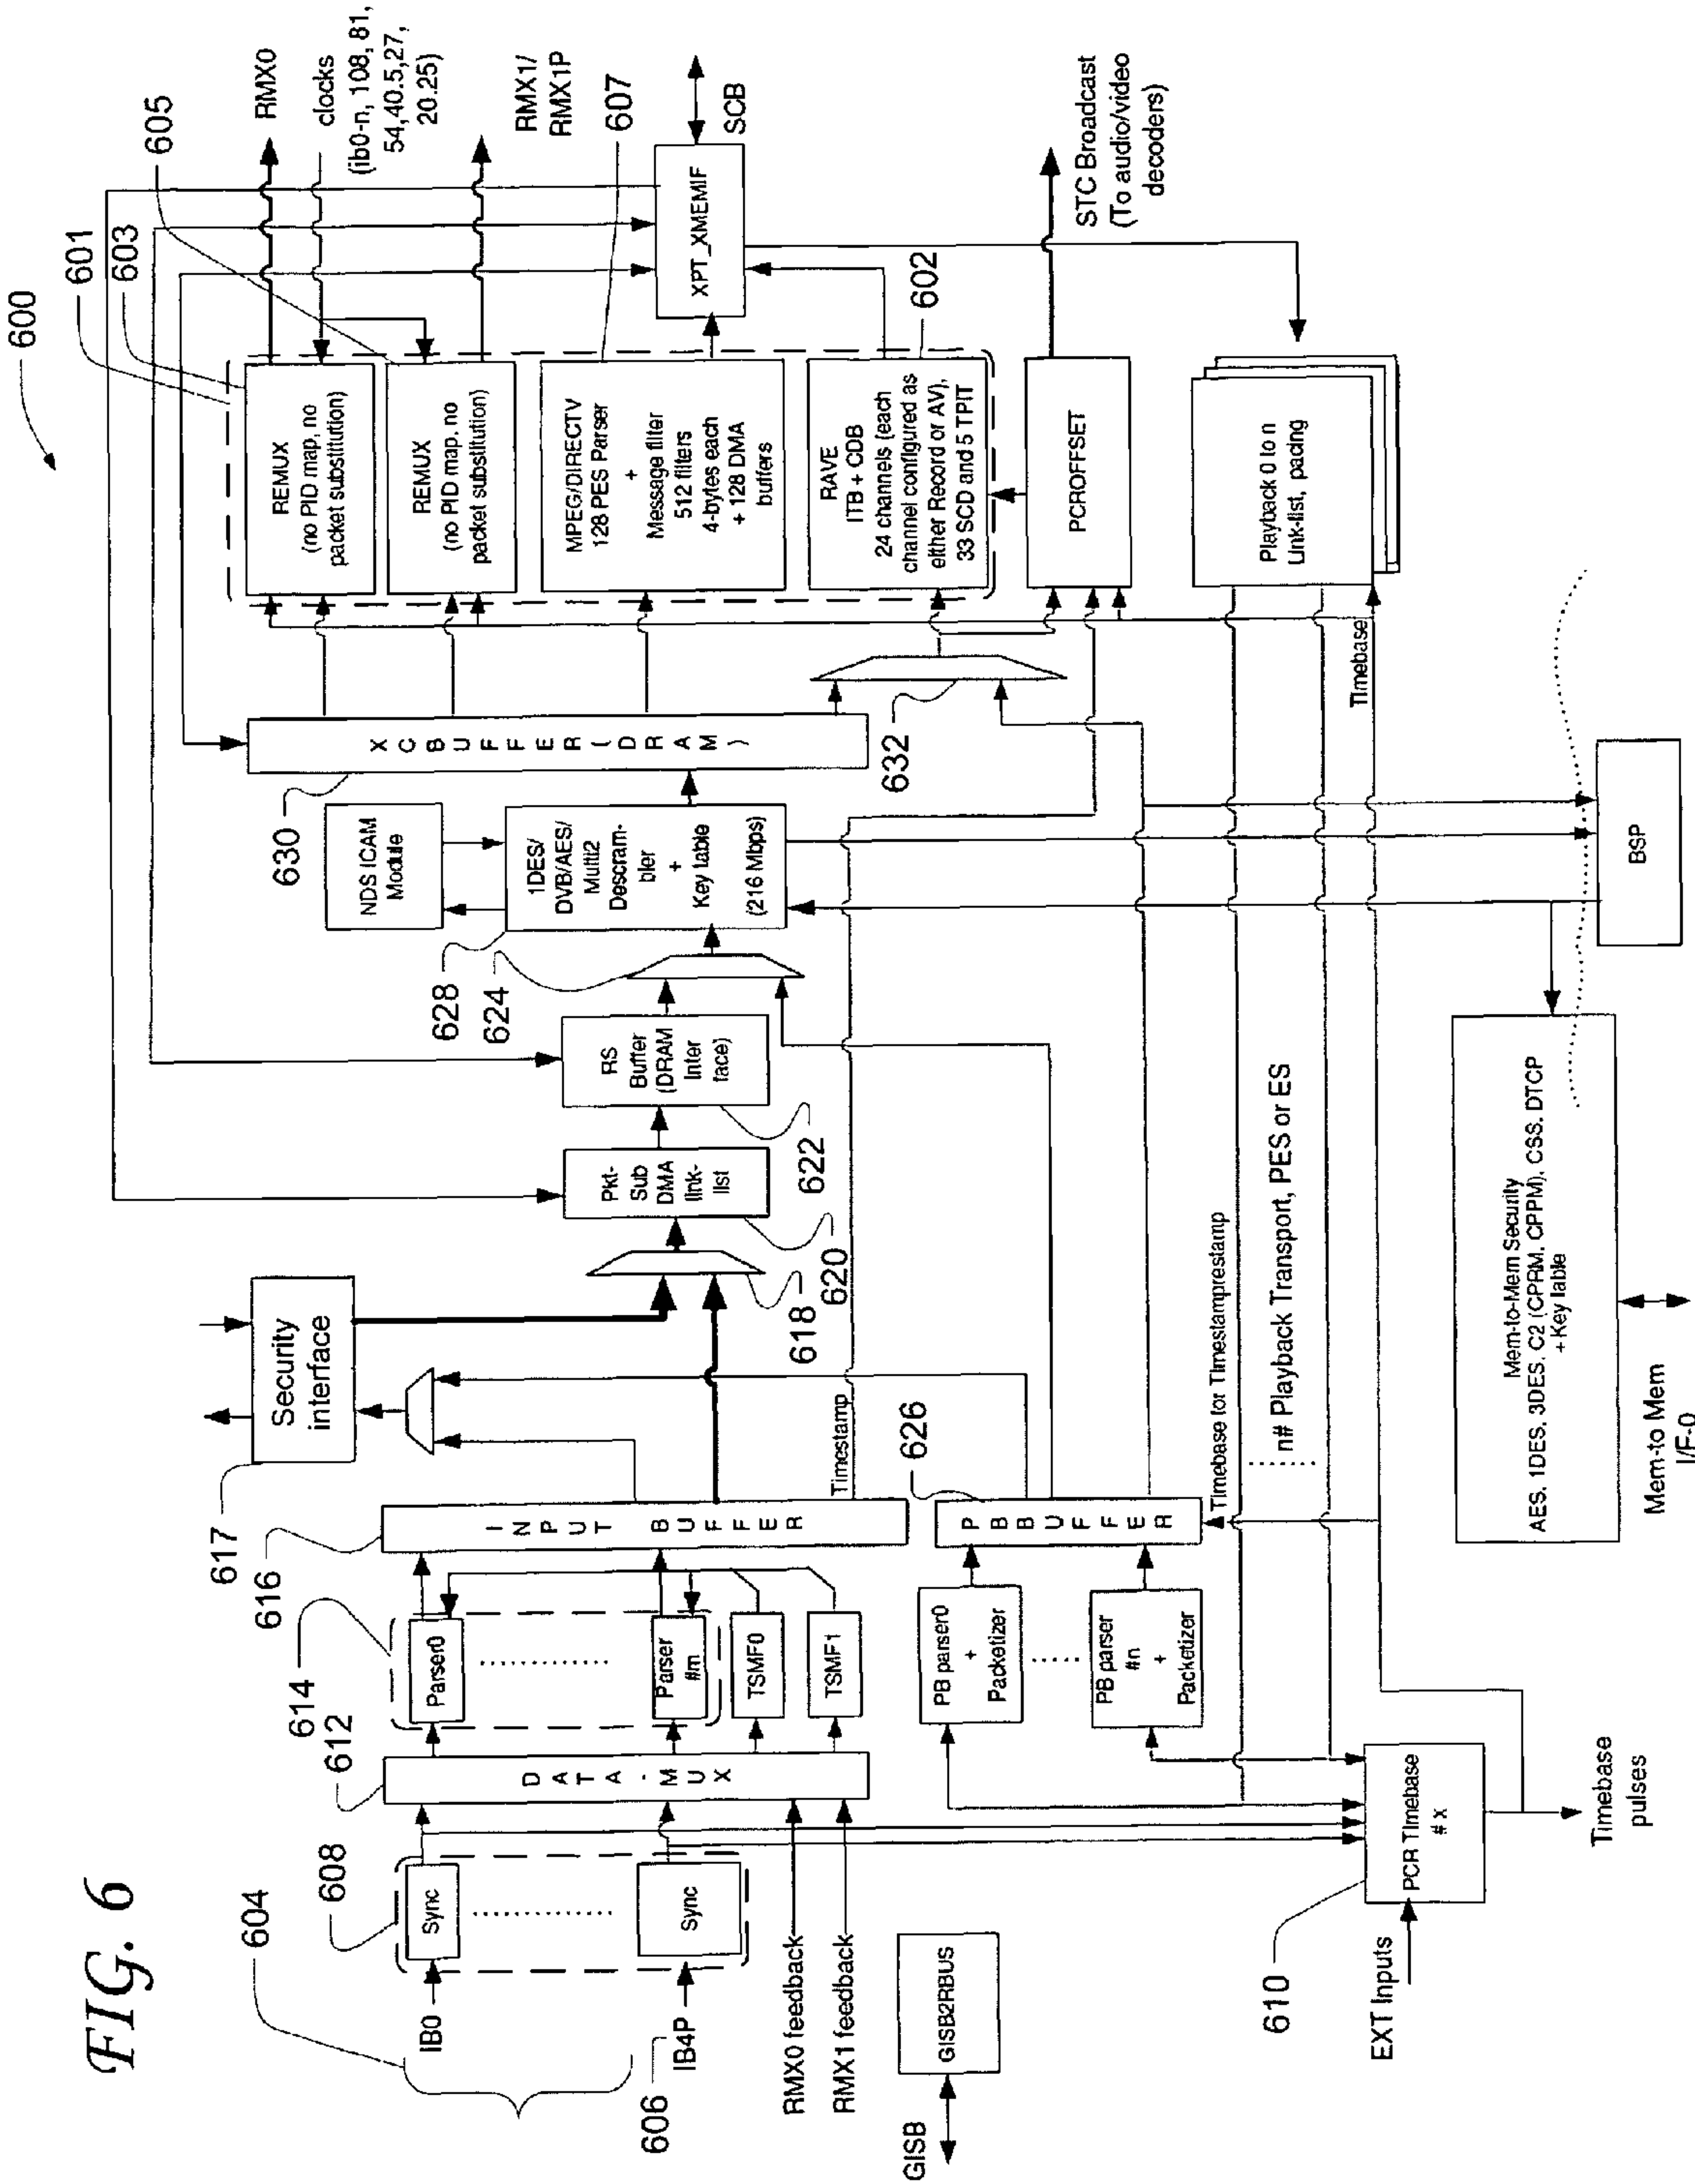 FIG. 6
600
604
IB0
606
IB4P
RMX0 feedback
RMX1 feedback
GISB
GISB2RBUS
608
Sync
Sync
EXT Inputs
610
PCR Timebase
# x
Timebase
pulses
612
DATA-MUX
614
Parser0
Parser
#m
TSMF0
TSMF1
PB parser0
+
Packetizer
PB parser
#n
+
Packetizer
616
INPUT BUFFER
626
PBBUFFER
617
Security
interface
Timestamp
Timebase for Timestamprestamp
n# Playback Transport, PES or ES
618
620
Pkt-
Sub
DMA
link-
list
622
RS
Buffer
(DRAM
Inter
face)
624
628
NDS ICAM
Module
1DES/
DVB/AES/
Multi2
Descram-
bler
+
Key table
(216 Mbps)
630
XCBUFFER(DRAM)
632
Timebase
601
603
605
REMUX
(no PID map, no
packet substitution)
REMUX
(no PID map, no
packet substitution)
607
MPEG/DIRECTV
128 PES Parser
+
Message filter
512 filters
4-bytes each
+ 128 DMA
buffers
602
RAVE
ITB + CDB
24 channels (each
channel configured as
either Record or AV),
33 SCD and 5 TPIT
PCROFFSET
Playback 0 to n
Link-list, pacing
RMX0
clocks
(ib0-n, 108, 81,
54,40.5,27,
20.25)
RMX1/
RMX1P
XPT_XMEMIF
SCB
STC Broadcast
(To audio/video
decoders)
BSP
Mem-to-Mem Security
AES, 1DES, 3DES, C2 (CPRM, CPPM), CSS, DTCP
+ Key lable
Mem-to Mem
I/F-0